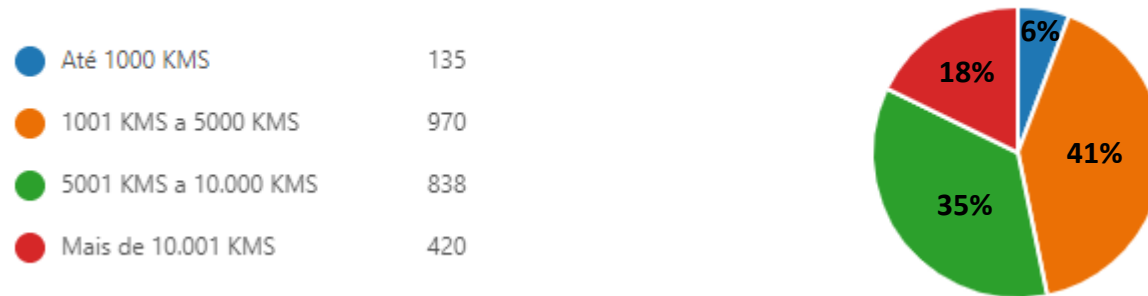 Até 1000 KMS 135
1001 KMS a 5000 KMS 970
5001 KMS a 10.000 KMS 838
Mais de 10.001 KMS 420
6%
18%
41%
35%